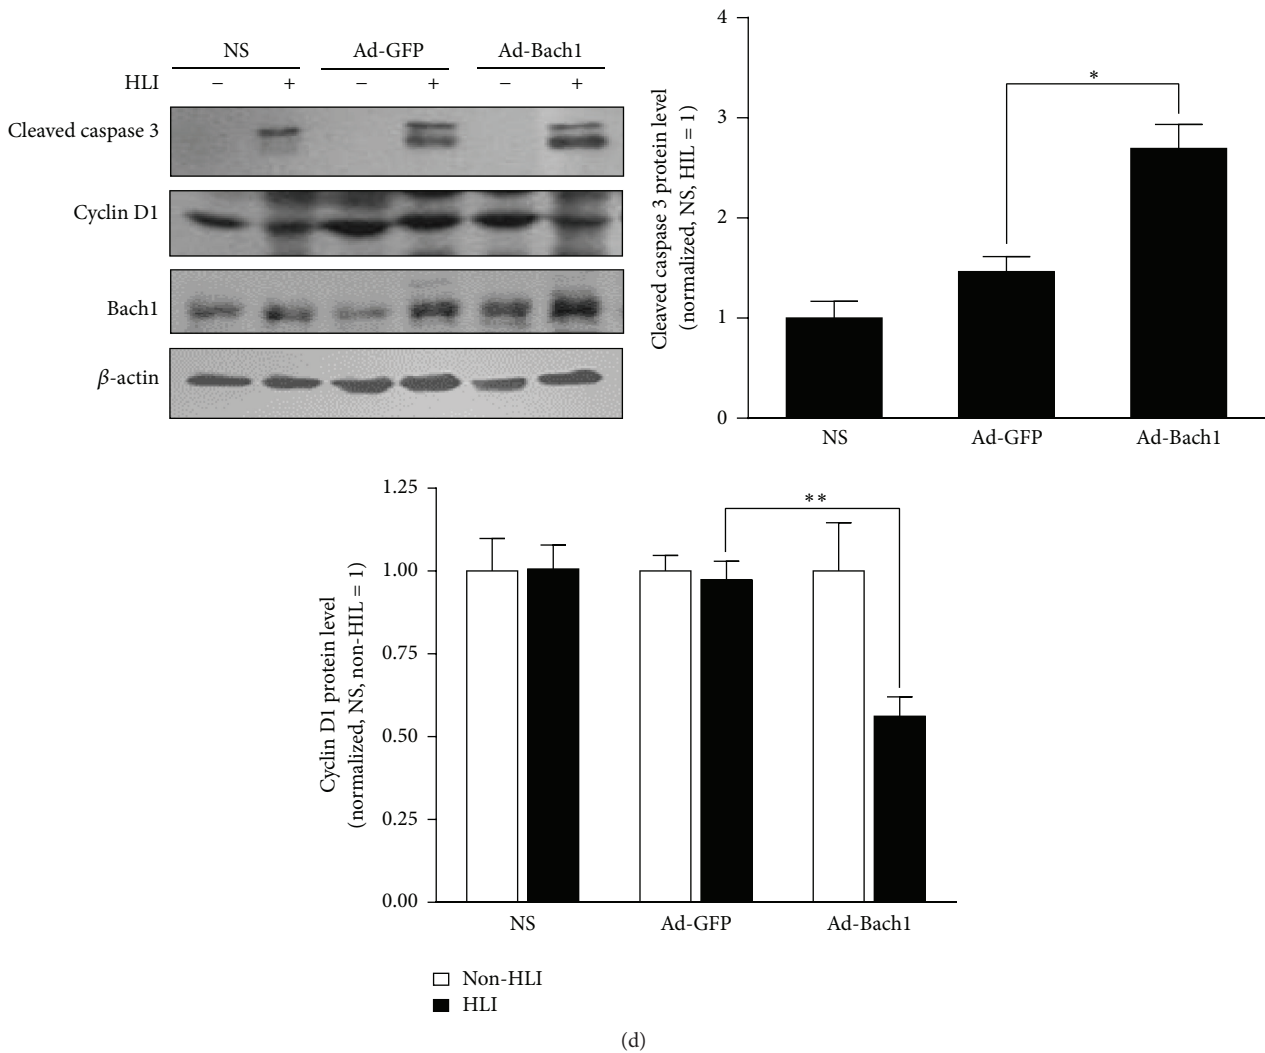 NS Ad-GFP Ad-Bach1
HLI − + − + − +
Cleaved caspase 3
Cyclin D1
Bach1
β-actin
Cleaved caspase 3 protein level
(normalized, NS, HIL = 1)
4
3
2
1
0
*
NS Ad-GFP Ad-Bach1
Cyclin D1 protein level
(normalized, NS, non-HIL = 1)
1.25
1.00
0.75
0.50
0.25
0.00
**
NS Ad-GFP Ad-Bach1
Non-HLI
HLI
(d)